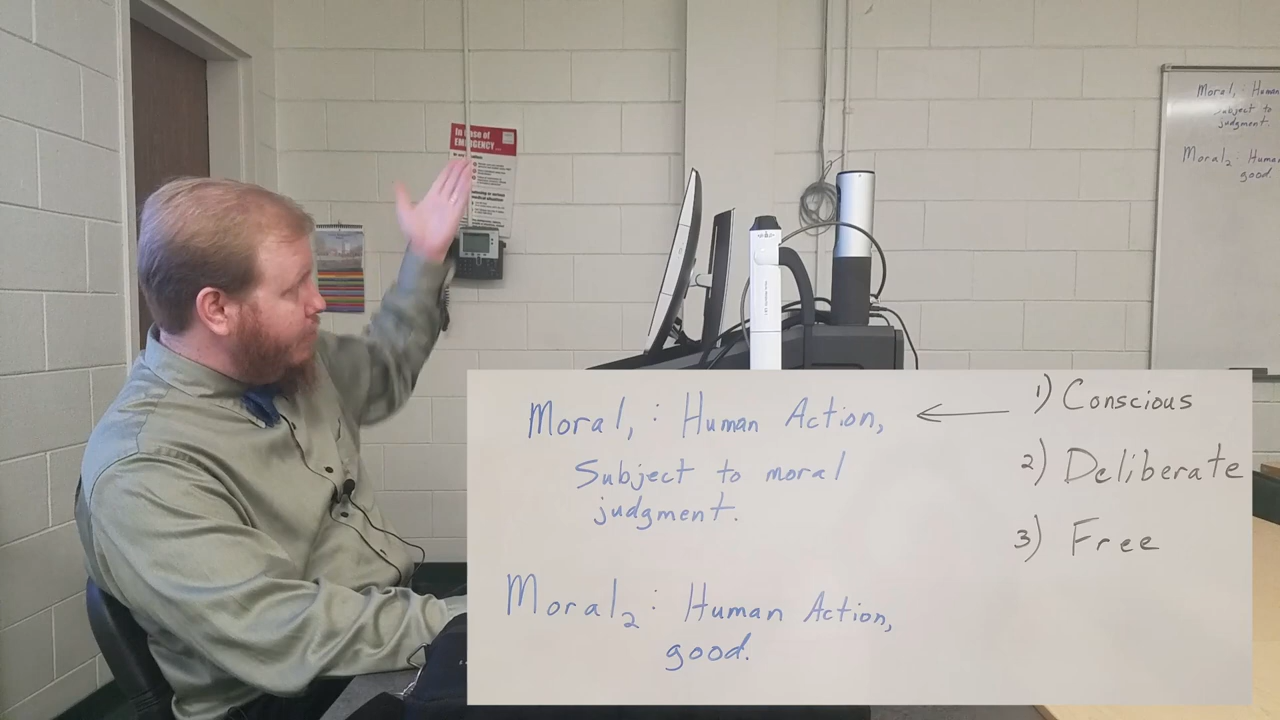 In case of
EMERGENCY
Moral₁ : Human
subject to
judgment.
Moral₂ : Human
good.
Moral₁ : Human Action,
Subject to moral
judgment.
Moral₂ : Human Action,
good.
1) Conscious
2) Deliberate
3) Free